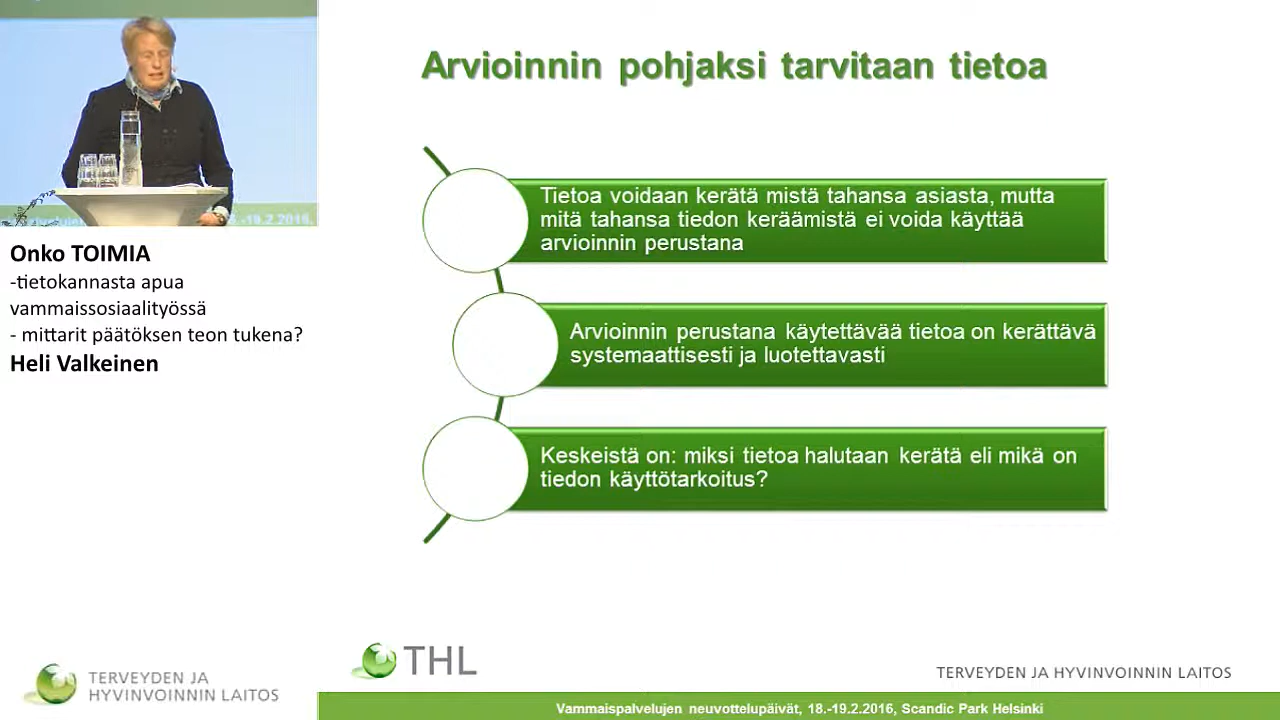 Arvioinnin pohjaksi tarvitaan tietoa
Tietoa voidaan kerätä mistä tahansa asiasta, mutta
mitä tahansa tiedon keräämistä ei voida käyttää
arvioinnin perustana
Arvioinnin perustana käytettävää tietoa on kerättävä
systemaattisesti ja luotettavasti
Keskeistä on: miksi tietoa halutaan kerätä eli mikä on
tiedon käyttötarkoitus?
Onko TOIMIA
-tietokannasta apua
vammaissosiaalityössä
- mittarit päätöksen teon tukena?
Heli Valkeinen
TERVEYDEN JA
HYVINVOINNIN LAITOS
THL
TERVEYDEN JA HYVINVOINNIN LAITOS
Vammaispalvelujen neuvottelupäivät, 18.-19.2.2016, Scandic Park Helsinki